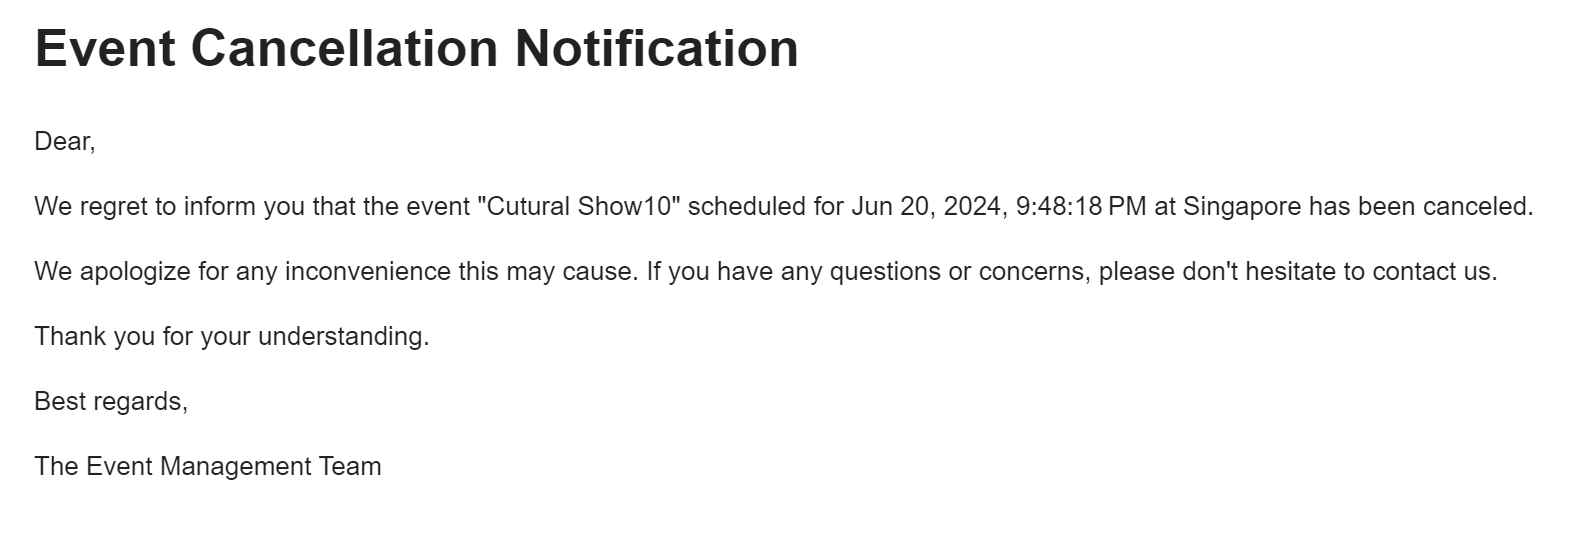 Event Cancellation Notification
Dear,
We regret to inform you that the event "Cutural Show10" scheduled for Jun 20, 2024, 9:48:18 PM at Singapore has been canceled.
We apologize for any inconvenience this may cause. If you have any questions or concerns, please don't hesitate to contact us.
Thank you for your understanding.
Best regards,
The Event Management Team